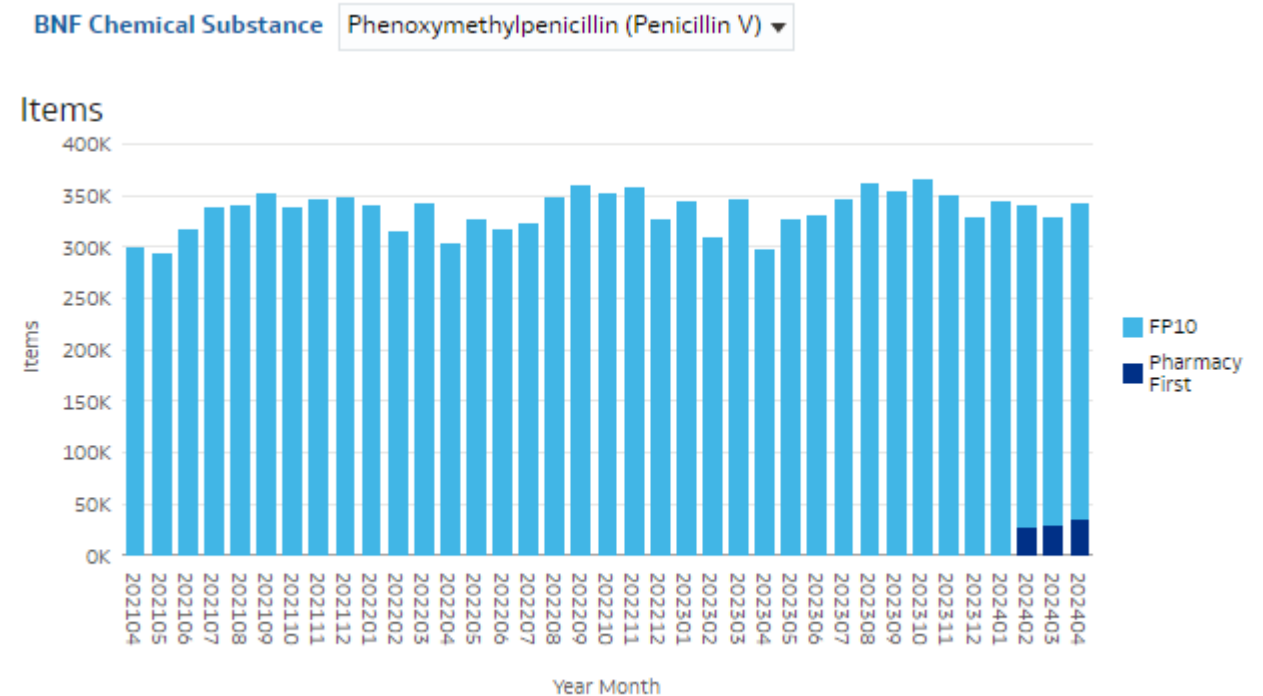 BNF Chemical Substance Phenoxymethylpenicillin (Penicillin V)
Items
400K
350K
300K
250K
200K
150K
100K
50K
0K
Items
202104
202105
202106
202107
202108
202109
202110
202111
202112
202201
202202
202203
202204
202205
202206
202207
202208
202209
202210
202211
202212
202301
202302
202303
202304
202305
202306
202307
202308
202309
202310
202311
202312
202401
202402
202403
202404
Year Month
FP10
Pharmacy
First